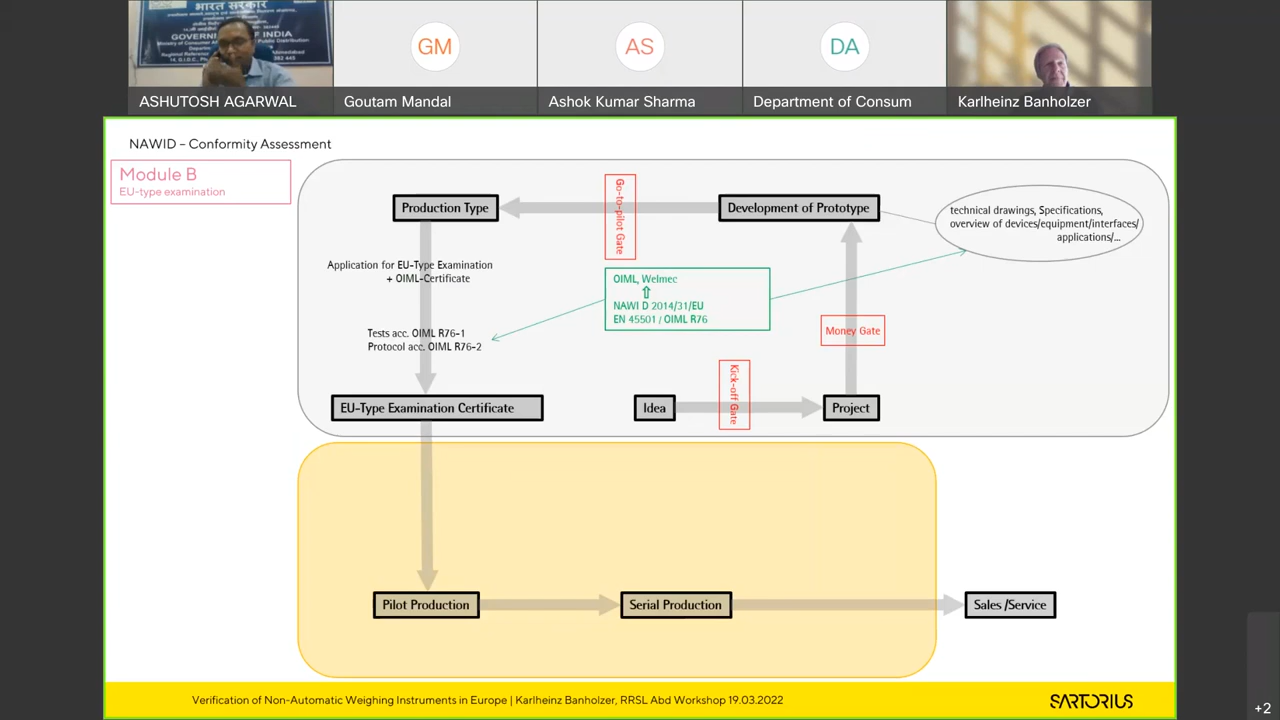 भारत सरकार
14, G.I.D.C.
382 445
GM
AS
DA
ASHUTOSH AGARWAL
Goutam Mandal
Ashok Kumar Sharma
Department of Consum
Karlheinz Banholzer
NAWID – Conformity Assessment
Module B
EU-type examination
Production Type
Go-to-pilot Gate
Development of Prototype
technical drawings, Specifications,
overview of devices/equipment/interfaces/
applications/...
Application for EU-Type Examination
+ OIML-Certificate
OIML, Welmec
NAWI D 2014/31/EU
EN 45501 / OIML R76
Money Gate
Tests acc. OIML R76-1
Protocol acc. OIML R76-2
EU-Type Examination Certificate
Idea
Kick-off Gate
Project
Pilot Production
Serial Production
Sales /Service
Verification of Non-Automatic Weighing Instruments in Europe | Karlheinz Banholzer, RRSL Abd Workshop 19.03.2022
SARTORIUS
+2